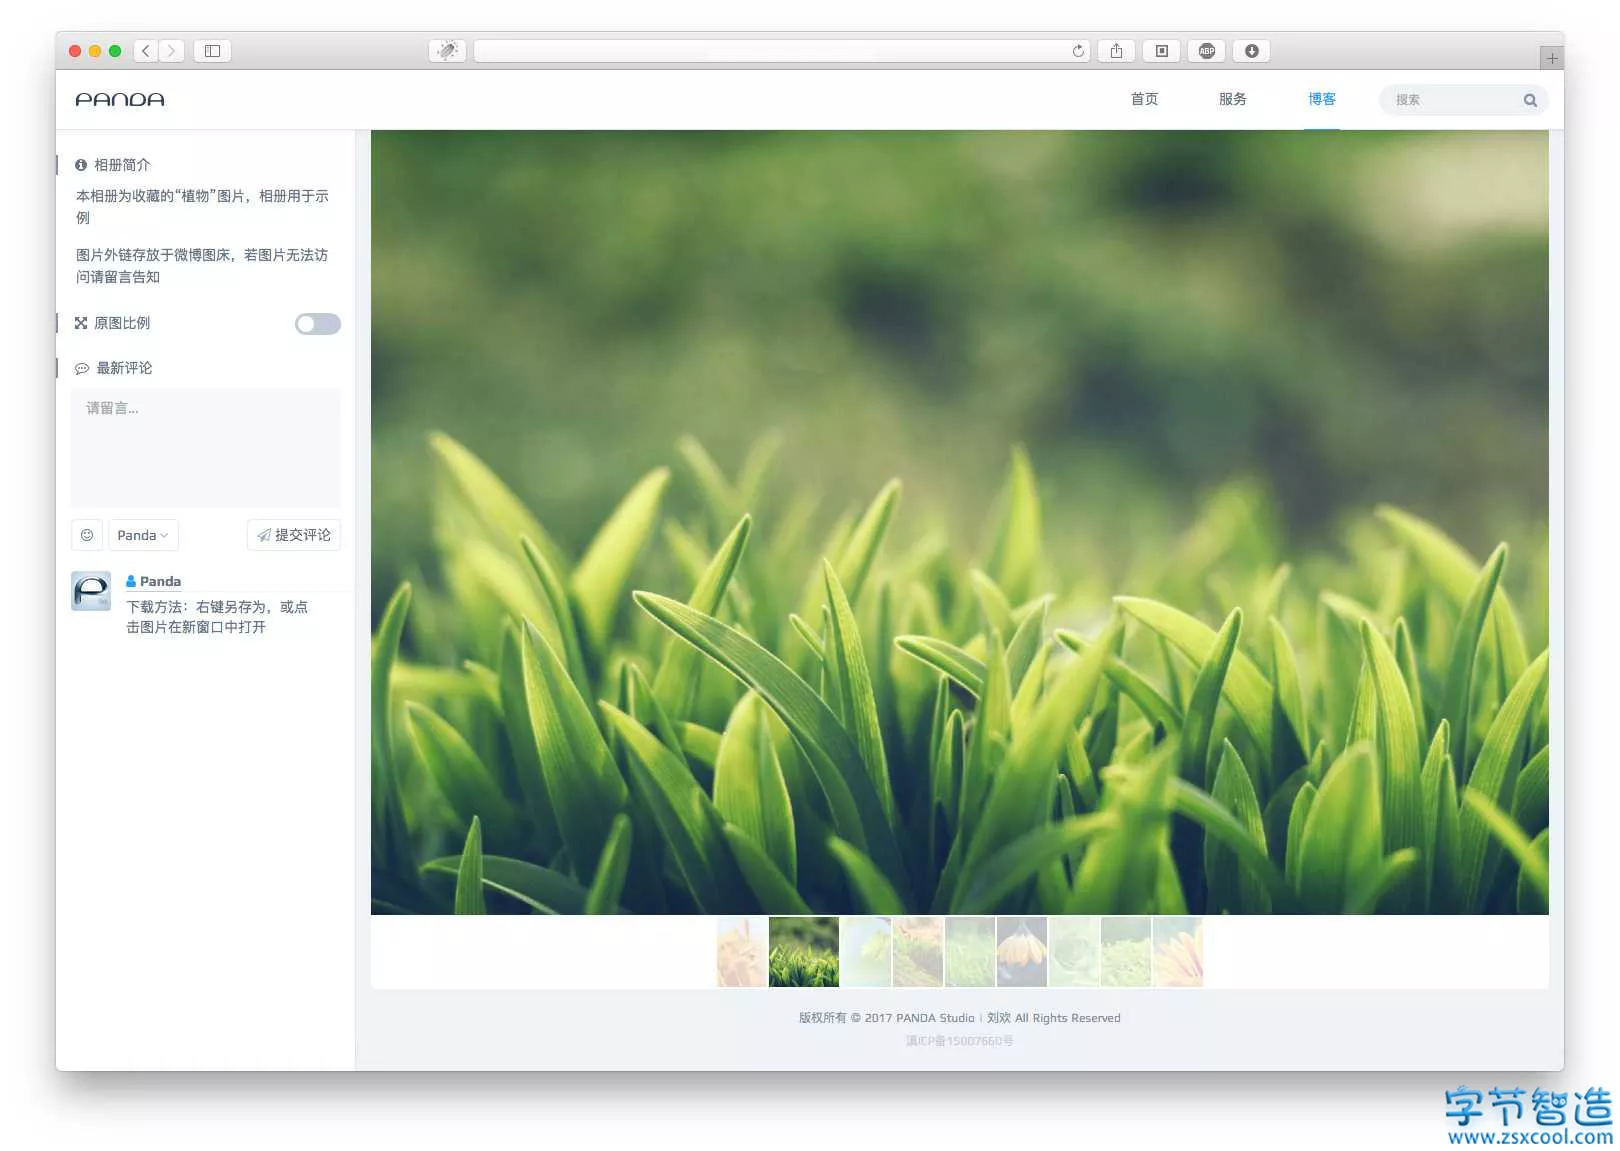 ABP
PANDA
首页
服务
博客
搜索
相册简介
本相册为收藏的“植物”图片，相册用于示
例
图片外链存放于微博图床，若图片无法访
问请留言告知
原图比例
最新评论
请留言...
Panda
提交评论
Panda
下载方法：右键另存为，或点
击图片在新窗口中打开
版权所有 © 2017 PANDA Studio | 刘欢 All Rights Reserved
滇ICP备15007660号
字节智造
www.zsxcool.com